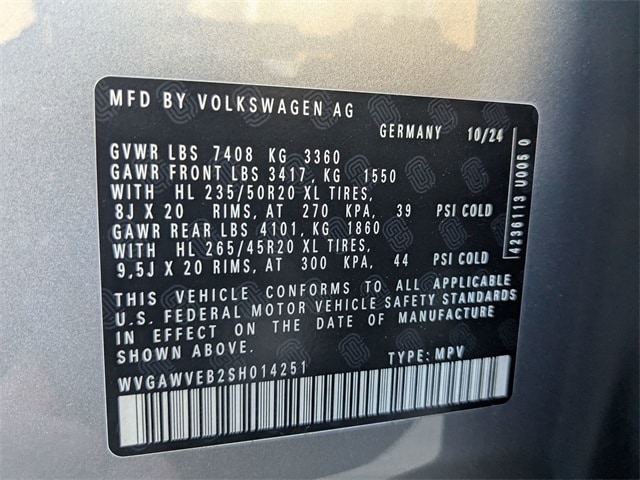 MFD BY VOLKSWAGEN AG
GERMANY 10/24
GVWR LBS 7408 KG 3360
GAWR FRONT LBS 3417, KG 1550
WITH HL 235/50R20 XL TIRES,
8J X 20 RIMS, AT 270 KPA, 39 PSI COLD
GAWR REAR LBS 4101, KG 1860
WITH HL 265/45R20 XL TIRES,
9,5J X 20 RIMS, AT 300 KPA, 44 PSI COLD
THIS VEHICLE CONFORMS TO ALL APPLICABLE
U.S. FEDERAL MOTOR VEHICLE SAFETY STANDARDS
IN EFFECT ON THE DATE OF MANUFACTURE
SHOWN ABOVE.
WVGAWVEB2SH014251 TYPE: MPV
4236113 U005 0